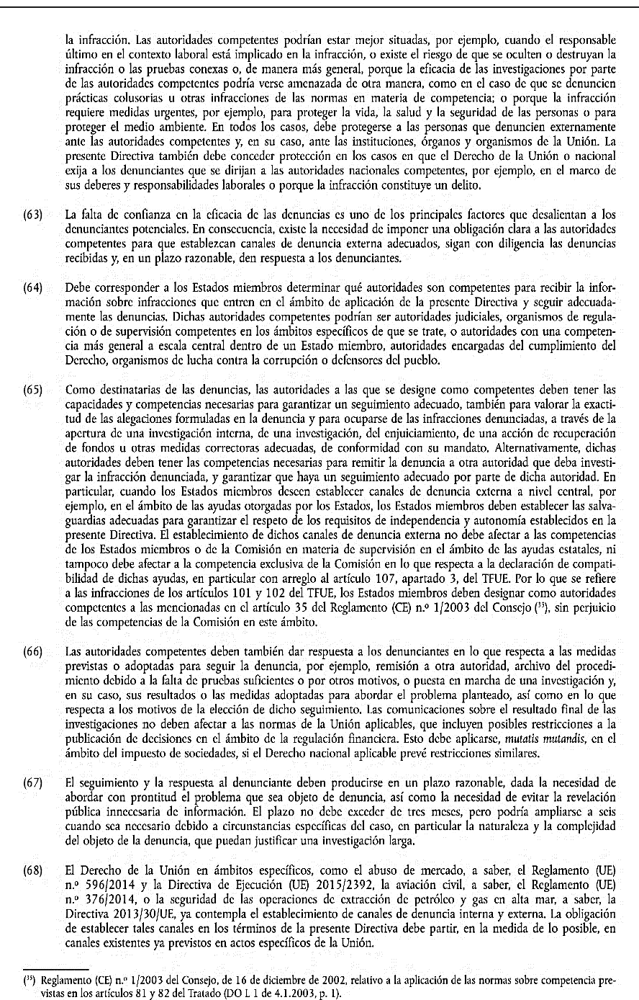 la infracción. Las autoridades competentes podrían estar mejor situadas, por ejemplo, cuando el responsable
último en el contexto laboral está implicado en la infracción, o existe el riesgo de que se oculten o destruyan la
infracción o las pruebas conexas o, de manera más general, porque la eficacia de las investigaciones por parte
de las autoridades competentes podría verse amenazada de otra manera, como en el caso de que se denuncien
prácticas colusorias u otras infracciones de las normas en materia de competencia; o porque la infracción
requiere medidas urgentes, por ejemplo, para proteger la vida, la salud y la seguridad de las personas o para
proteger el medio ambiente. En todos los casos, debe protegerse a las personas que denuncien externamente
ante las autoridades competentes y, en su caso, ante las instituciones, órganos y organismos de la Unión. La
presente Directiva también debe conceder protección en los casos en que el Derecho de la Unión o nacional
exija a los denunciantes que se dirijan a las autoridades nacionales competentes, por ejemplo, en el marco de
sus deberes y responsabilidades laborales o porque la infracción constituye un delito.
(63) La falta de confianza en la eficacia de las denuncias es uno de los principales factores que desalientan a los
denunciantes potenciales. En consecuencia, existe la necesidad de imponer una obligación clara a las autoridades
competentes para que establezcan canales de denuncia externa adecuados, sigan con diligencia las denuncias
recibidas y, en un plazo razonable, den respuesta a los denunciantes.
(64) Debe corresponder a los Estados miembros determinar qué autoridades son competentes para recibir la infor-
mación sobre infracciones que entren en el ámbito de aplicación de la presente Directiva y seguir adecuada-
mente las denuncias. Dichas autoridades competentes podrían ser autoridades judiciales, organismos de regula-
ción o de supervisión competentes en los ámbitos específicos de que se trate, o autoridades con una competen-
cia más general a escala central dentro de un Estado miembro, autoridades encargadas del cumplimiento del
Derecho, organismos de lucha contra la corrupción o defensores del pueblo.
(65) Como destinatarias de las denuncias, las autoridades a las que se designe como competentes deben tener las
capacidades y competencias necesarias para garantizar un seguimiento adecuado, también para valorar la exacti-
tud de las alegaciones formuladas en la denuncia y para ocuparse de las infracciones denunciadas, a través de la
apertura de una investigación interna, de una investigación, del enjuiciamiento, de una acción de recuperación
de fondos u otras medidas correctoras adecuadas, de conformidad con su mandato. Alternativamente, dichas
autoridades deben tener las competencias necesarias para remitir la denuncia a otra autoridad que deba investi-
gar la infracción denunciada, y garantizar que haya un seguimiento adecuado por parte de dicha autoridad. En
particular, cuando los Estados miembros deseen establecer canales de denuncia externa a nivel central, por
ejemplo, en el ámbito de las ayudas otorgadas por los Estados, los Estados miembros deben establecer las salva-
guardias adecuadas para garantizar el respeto de los requisitos de independencia y autonomía establecidos en la
presente Directiva. El establecimiento de dichos canales de denuncia externa no debe afectar a las competencias
de los Estados miembros o de la Comisión en materia de supervisión en el ámbito de las ayudas estatales, ni
tampoco debe afectar a la competencia exclusiva de la Comisión en lo que respecta a la declaración de compati-
bilidad de dichas ayudas, en particular con arreglo al artículo 107, apartado 3, del TFUE. Por lo que se refiere
a las infracciones de los artículos 101 y 102 del TFUE, los Estados miembros deben designar como autoridades
competentes a las mencionadas en el artículo 35 del Reglamento (CE) n.º 1/2003 del Consejo (³⁵), sin perjuicio
de las competencias de la Comisión en este ámbito.
(66) Las autoridades competentes deben también dar respuesta a los denunciantes en lo que respecta a las medidas
previstas o adoptadas para seguir la denuncia, por ejemplo, remisión a otra autoridad, archivo del procedi-
miento debido a la falta de pruebas suficientes o por otros motivos, o puesta en marcha de una investigación y,
en su caso, sus resultados o las medidas adoptadas para abordar el problema planteado, así como en lo que
respecta a los motivos de la elección de dicho seguimiento. Las comunicaciones sobre el resultado final de las
investigaciones no deben afectar a las normas de la Unión aplicables, que incluyen posibles restricciones a la
publicación de decisiones en el ámbito de la regulación financiera. Esto debe aplicarse, mutatis mutandis, en el
ámbito del impuesto de sociedades, si el Derecho nacional aplicable prevé restricciones similares.
(67) El seguimiento y la respuesta al denunciante deben producirse en un plazo razonable, dada la necesidad de
abordar con prontitud el problema que sea objeto de denuncia, así como la necesidad de evitar la revelación
pública innecesaria de información. El plazo no debe exceder de tres meses, pero podría ampliarse a seis
cuando sea necesario debido a circunstancias específicas del caso, en particular la naturaleza y la complejidad
del objeto de la denuncia, que puedan justificar una investigación larga.
(68) El Derecho de la Unión en ámbitos específicos, como el abuso de mercado, a saber, el Reglamento (UE)
n.º 596/2014 y la Directiva de Ejecución (UE) 2015/2392, la aviación civil, a saber, el Reglamento (UE)
n.º 376/2014, o la seguridad de las operaciones de extracción de petróleo y gas en alta mar, a saber, la
Directiva 2013/30/UE, ya contempla el establecimiento de canales de denuncia interna y externa. La obligación
de establecer tales canales en los términos de la presente Directiva debe partir, en la medida de lo posible, en
canales existentes ya previstos en actos específicos de la Unión.
(³⁵) Reglamento (CE) n.º 1/2003 del Consejo, de 16 de diciembre de 2002, relativo a la aplicación de las normas sobre competencia pre-
vistas en los artículos 81 y 82 del Tratado (DO L 1 de 4.1.2003, p. 1).